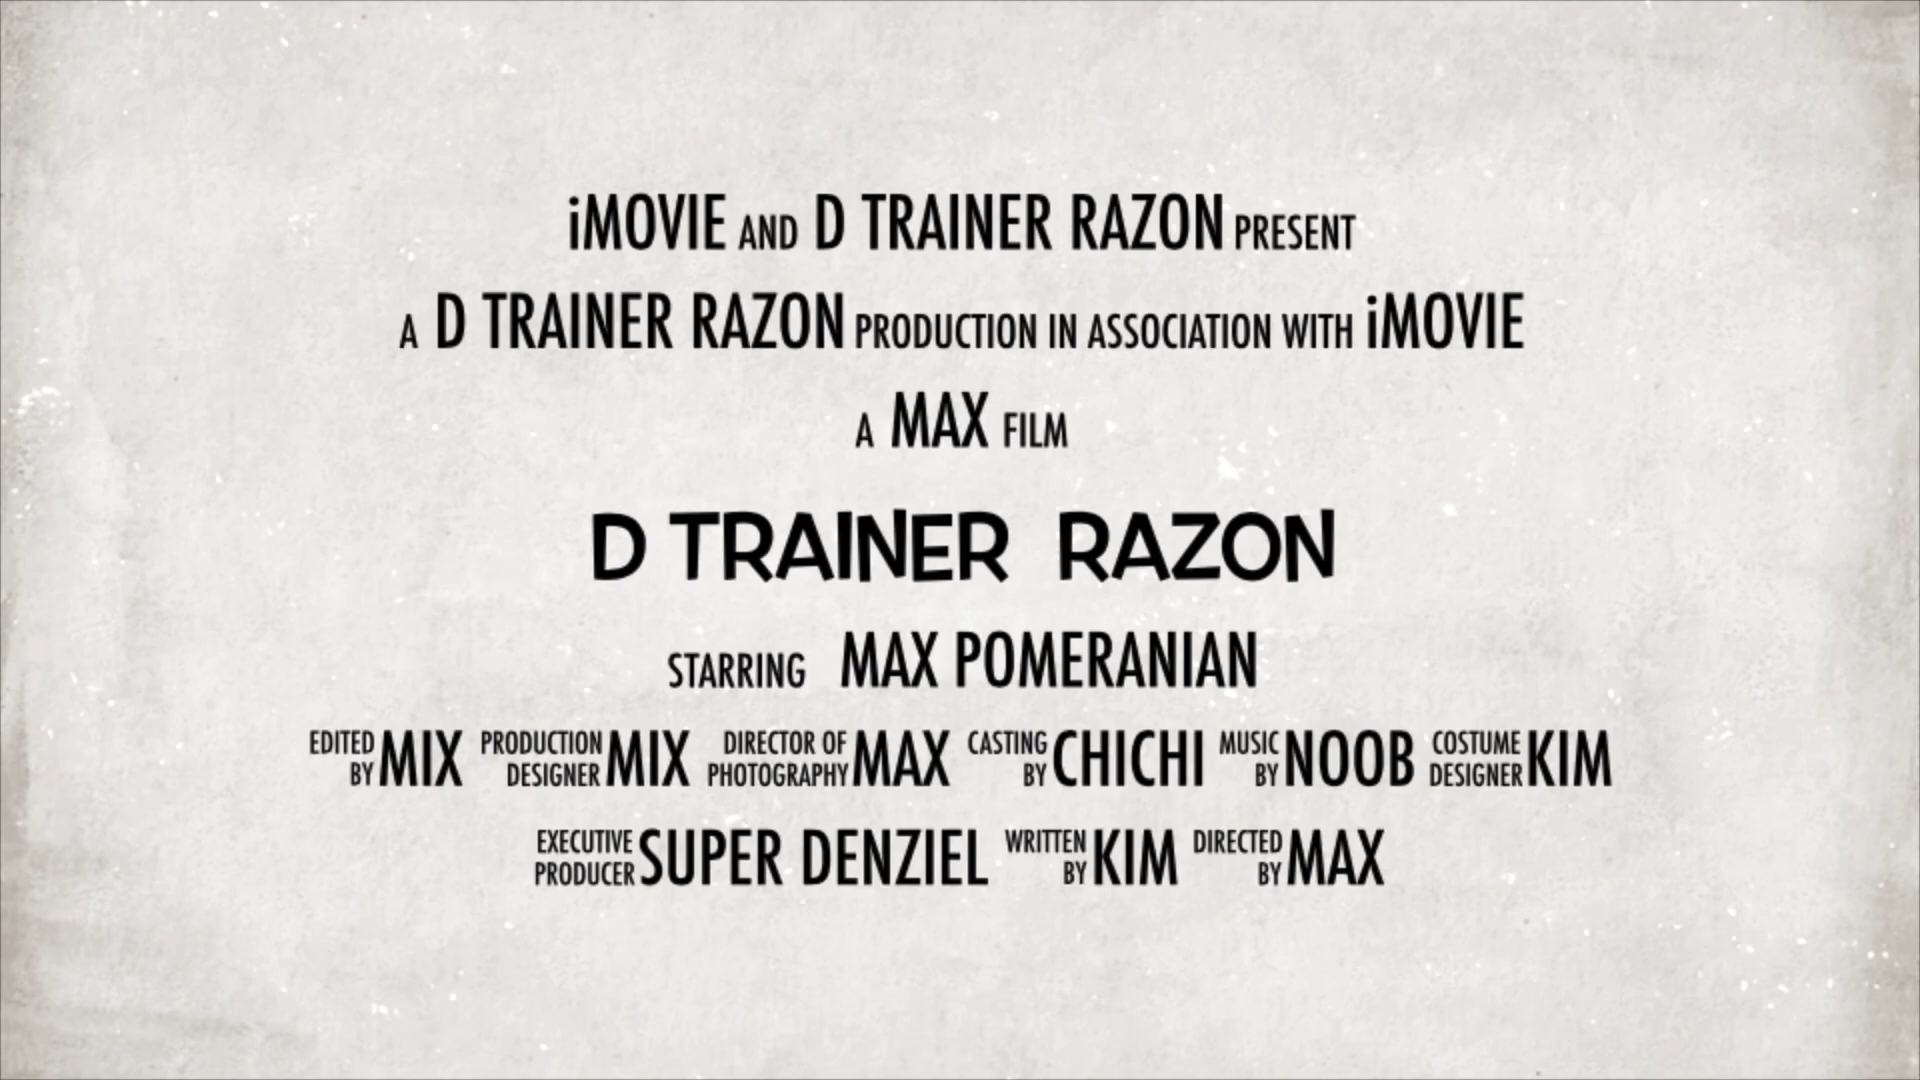 iMOVIE AND D TRAINER RAZON PRESENT
A D TRAINER RAZON PRODUCTION IN ASSOCIATION WITH iMOVIE
A MAX FILM
D TRAINER RAZON
STARRING MAX POMERANIAN
EDITED BY MIX PRODUCTION DESIGNER MIX DIRECTOR OF PHOTOGRAPHY MAX CASTING BY CHICHI MUSIC BY NOOB COSTUME DESIGNER KIM
EXECUTIVE PRODUCER SUPER DENZIEL WRITTEN BY KIM DIRECTED BY MAX